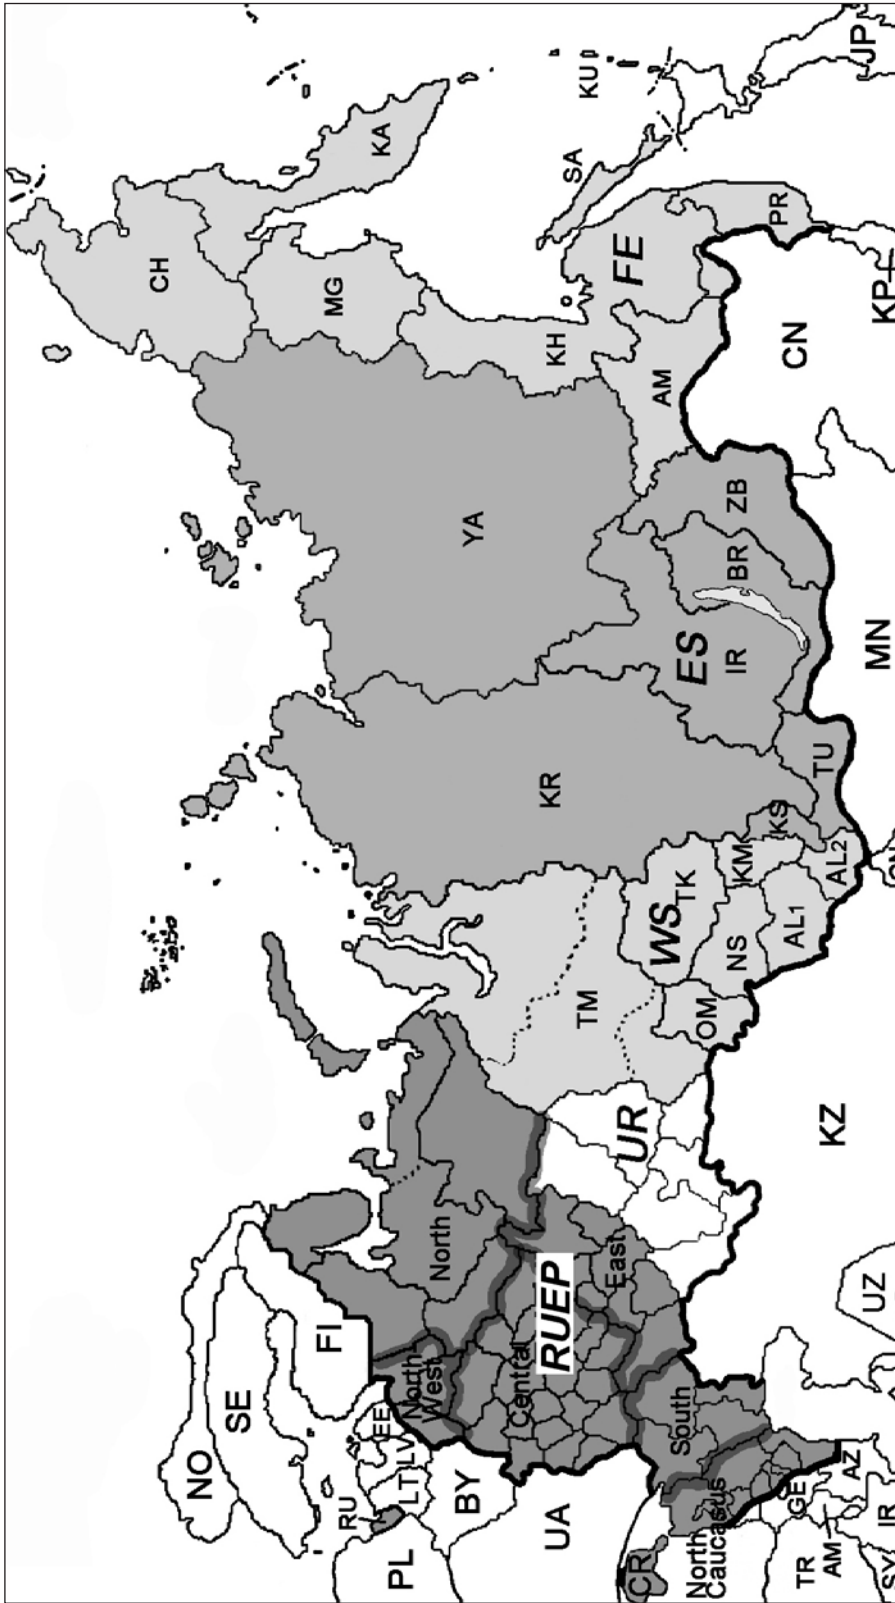 NO
SE
FI
RU
EE
LV
LT
PL
BY
UA
CR
North
North-
West
Central
RUEP
East
South
North
Caucasus
GE
AZ
TR
AM
IR
SY
UR
KZ
UZ
TM
WS
TK
OM
NS
KM
AL1
AL2
KR
KS
TU
YA
ES
IR
BR
ZB
MN
CN
CH
MG
KA
KH
FE
AM
SA
KU
PR
CN
KP
JP